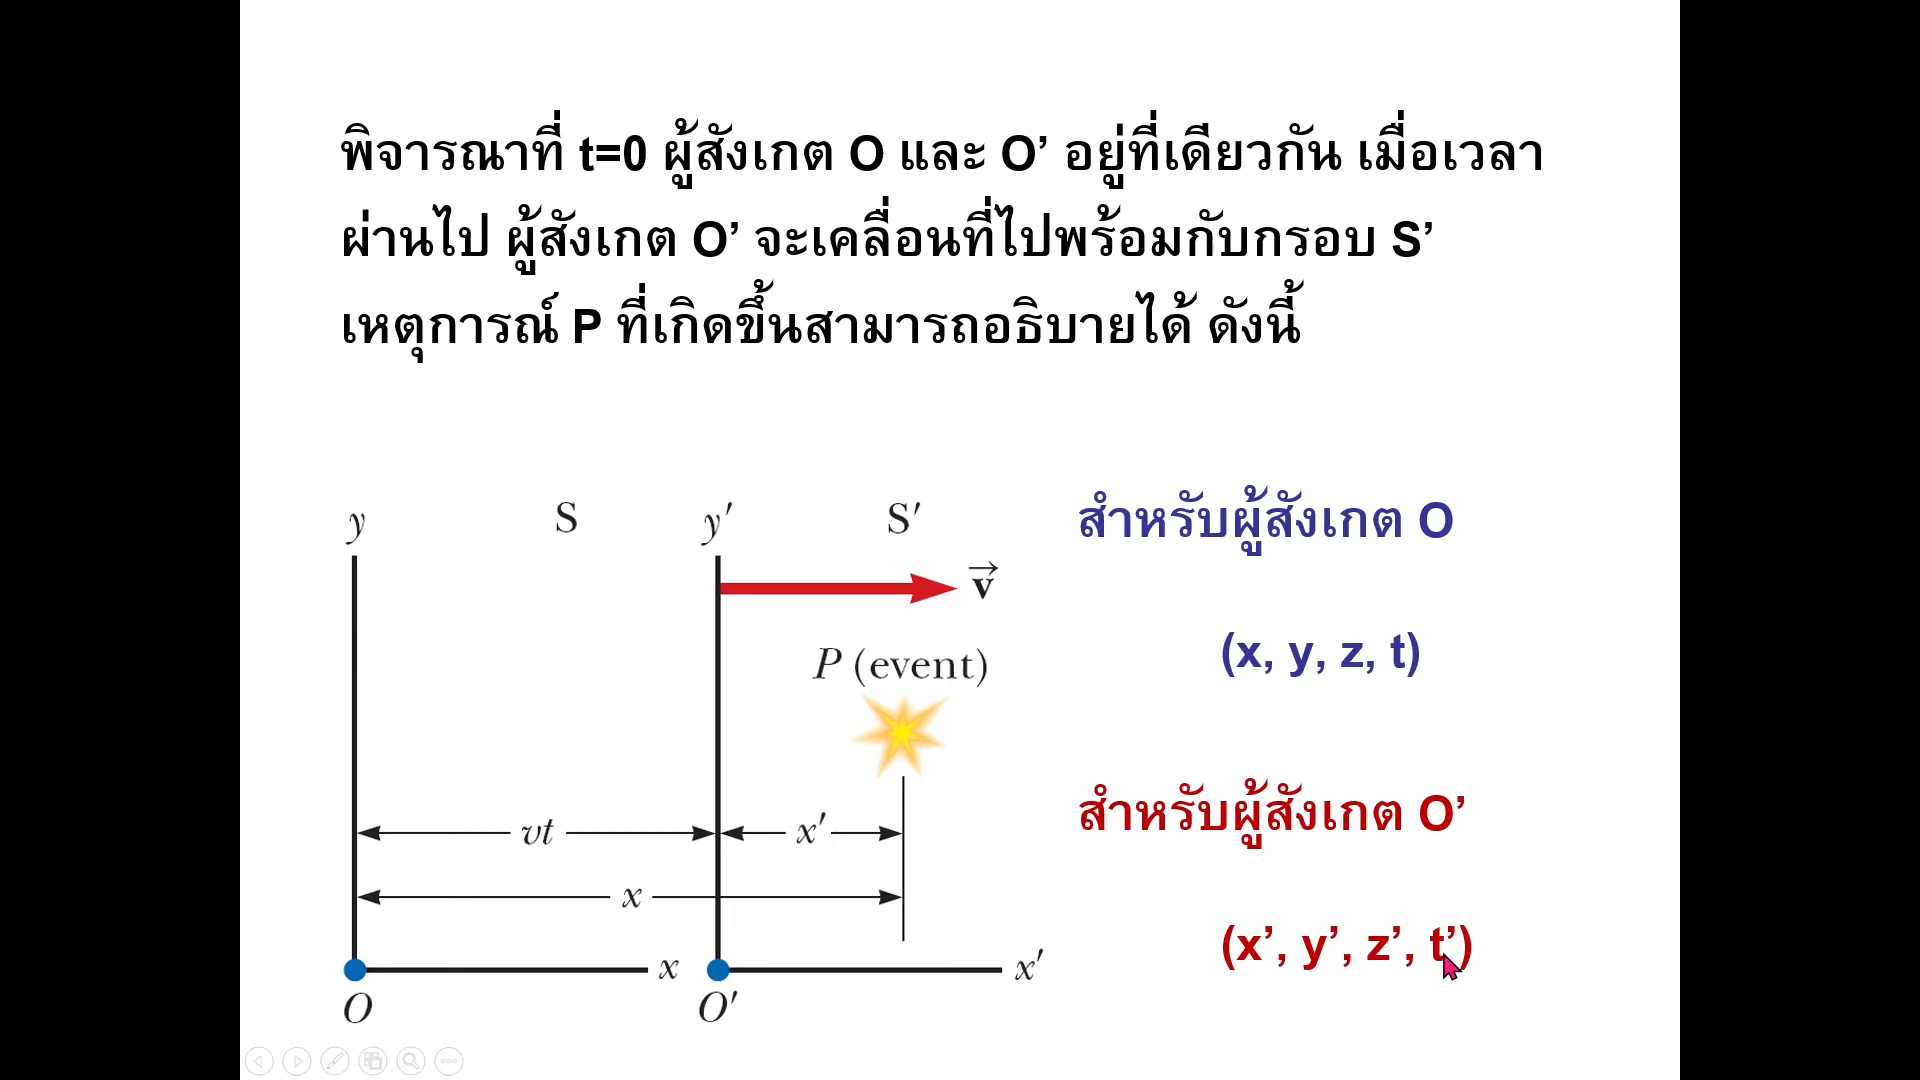 พิจารณาที่ t=0 ผู้สังเกต O และ O’ อยู่ที่เดียวกัน เมื่อเวลา
ผ่านไป ผู้สังเกต O’ จะเคลื่อนที่ไปพร้อมกับกรอบ S’
เหตุการณ์ P ที่เกิดขึ้นสามารถอธิบายได้ ดังนี้
y S y′ S′
v⃗
P (event)
vt x′
x
x x′
O O′
สำหรับผู้สังเกต O
(x, y, z, t)
สำหรับผู้สังเกต O’
(x’, y’, z’, t’)